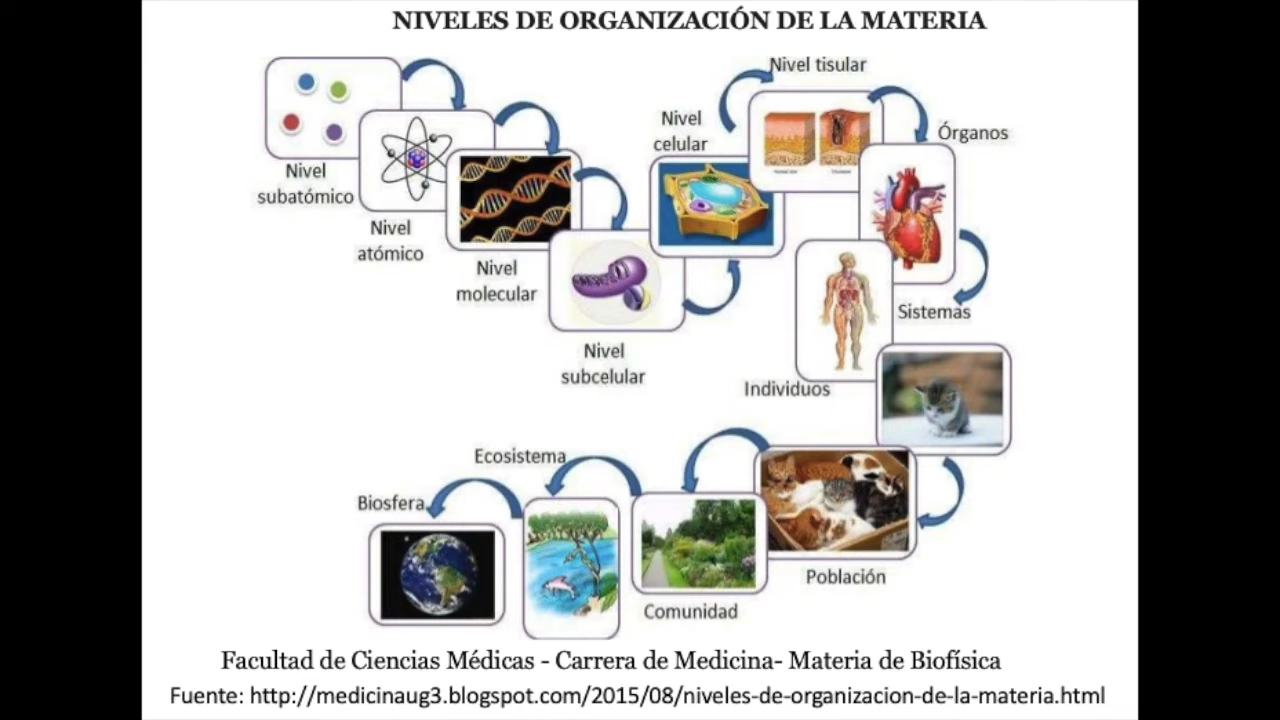 NIVELES DE ORGANIZACIÓN DE LA MATERIA
Nivel
subatómico
Nivel
atómico
Nivel
molecular
Nivel
subcelular
Nivel
celular
Nivel tisular
Órganos
Sistemas
Individuos
Población
Comunidad
Ecosistema
Biosfera
Facultad de Ciencias Médicas - Carrera de Medicina- Materia de Biofísica
Fuente: http://medicinaug3.blogspot.com/2015/08/niveles-de-organizacion-de-la-materia.html